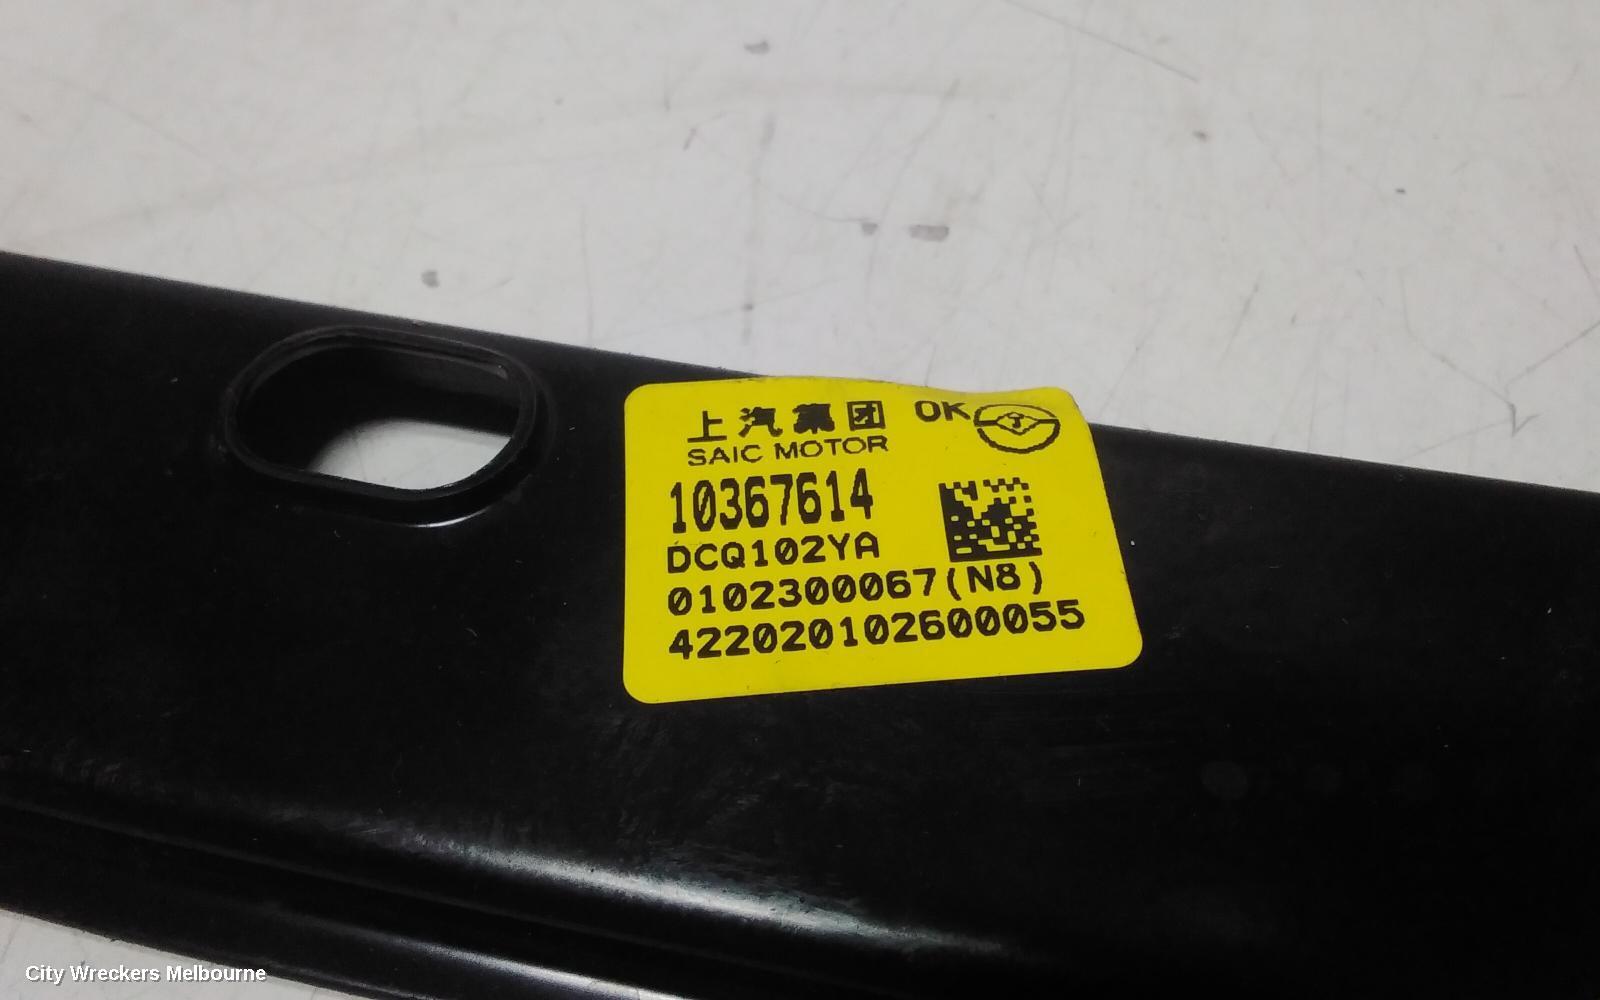 上汽集团 OK
SAIC MOTOR
10367614
DCQ102YA
0102300067(N8)
422020102600055
City Wreckers Melbourne